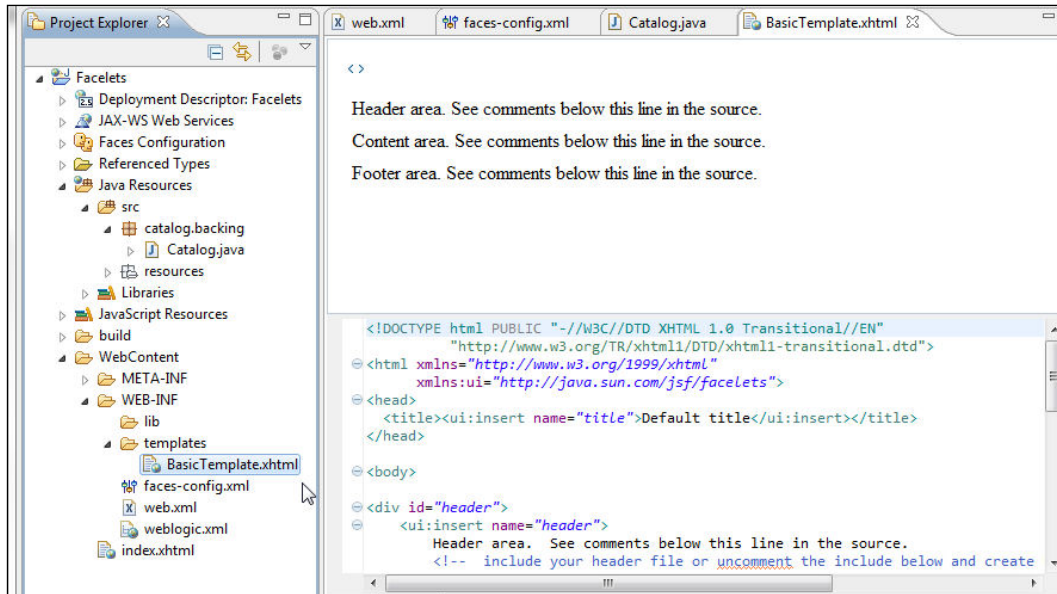 Project Explorer
Facelets
Deployment Descriptor: Facelets
JAX-WS Web Services
Faces Configuration
Referenced Types
Java Resources
src
catalog.backing
Catalog.java
resources
Libraries
JavaScript Resources
build
WebContent
META-INF
WEB-INF
lib
templates
BasicTemplate.xhtml
faces-config.xml
web.xml
weblogic.xml
index.xhtml
web.xml faces-config.xml Catalog.java BasicTemplate.xhtml
<>
Header area. See comments below this line in the source.
Content area. See comments below this line in the source.
Footer area. See comments below this line in the source.
<!DOCTYPE html PUBLIC "-//W3C//DTD XHTML 1.0 Transitional//EN"
"http://www.w3.org/TR/xhtml1/DTD/xhtml1-transitional.dtd">
<html xmlns="http://www.w3.org/1999/xhtml"
xmlns:ui="http://java.sun.com/jsf/facelets">
<head>
<title><ui:insert name="title">Default title</ui:insert></title>
</head>
<body>
<div id="header">
<ui:insert name="header">
Header area.  See comments below this line in the source.
<!--  include your header file or uncomment the include below and create